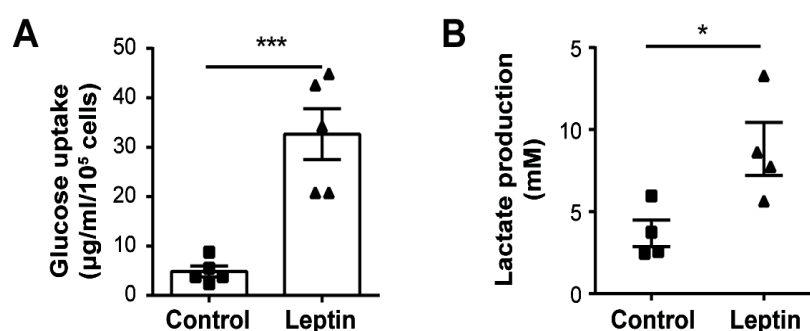 A
Glucose uptake
(µg/ml/10⁵ cells)
50
40
30
20
10
0
***
Control
Leptin
B
Lactate production
(mM)
5
10
5
0
*
Control
Leptin